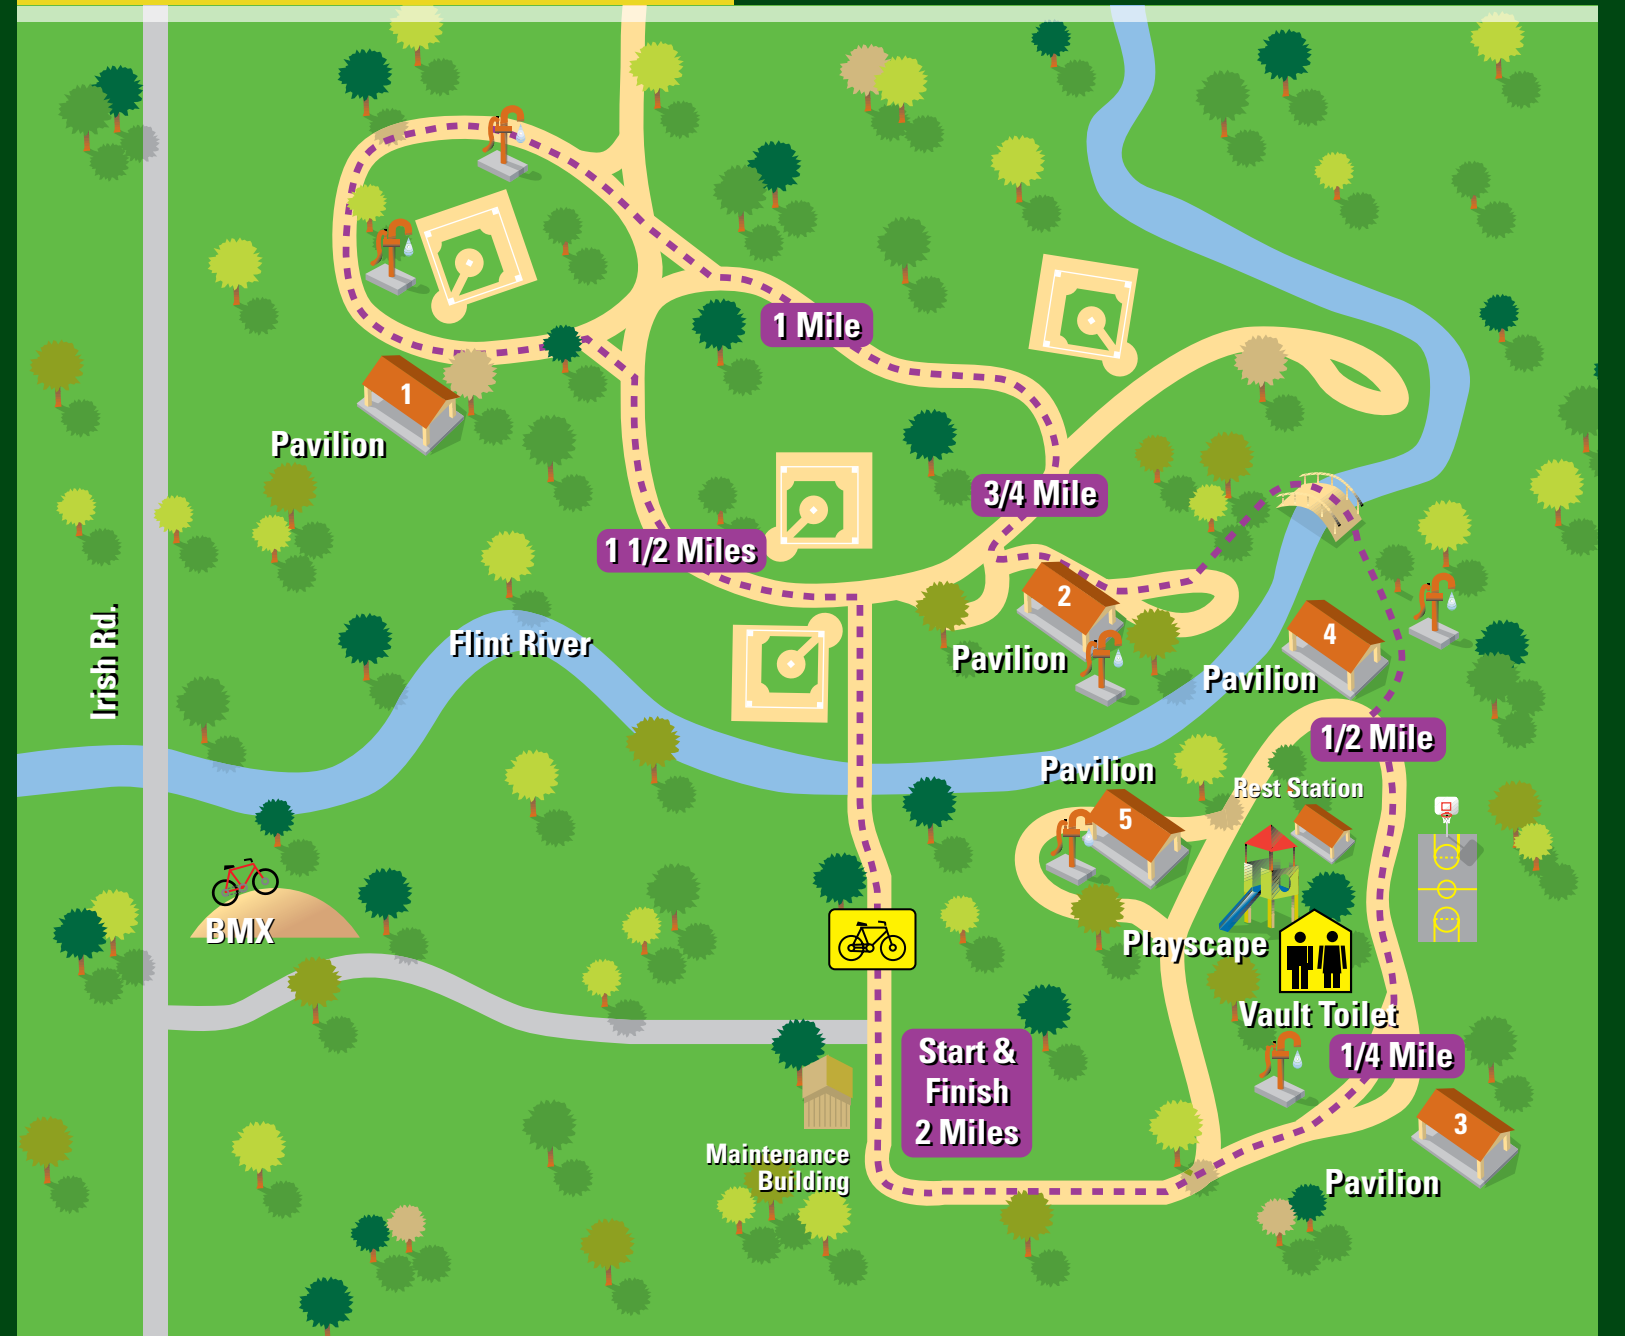 1 Mile
1
Pavilion
3/4 Mile
1 1/2 Miles
2
Pavilion
Flint River
4
Pavilion
Irish Rd.
1/2 Mile
Pavilion
5
Rest Station
BMX
Playscape
Vault Toilet
Start &
Finish
2 Miles
1/4 Mile
3
Pavilion
Maintenance
Building